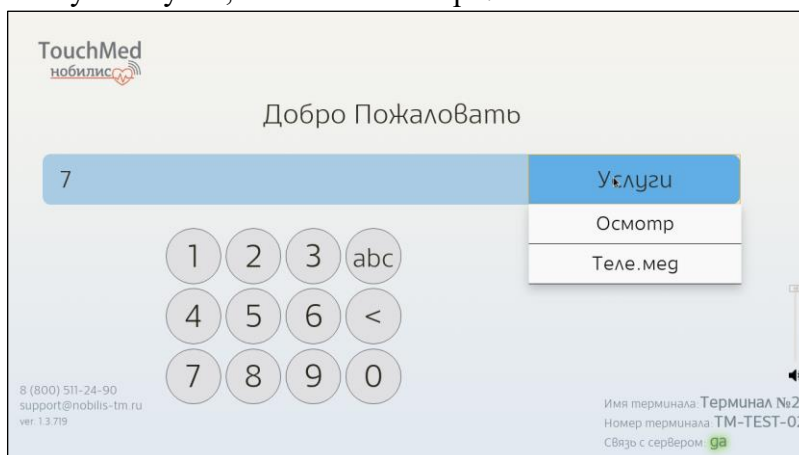 TouchMed
нобилис
Добро Пожаловать
7
Услуги
Осмотр
Теле.мед
1 2 3 abc
4 5 6 <
7 8 9 0
8 (800) 511-24-90
support@nobilis-tm.ru
ver. 1.3.719
Имя терминала: Терминал №2
Номер терминала: TM-TEST-02
Связь с сервером: да